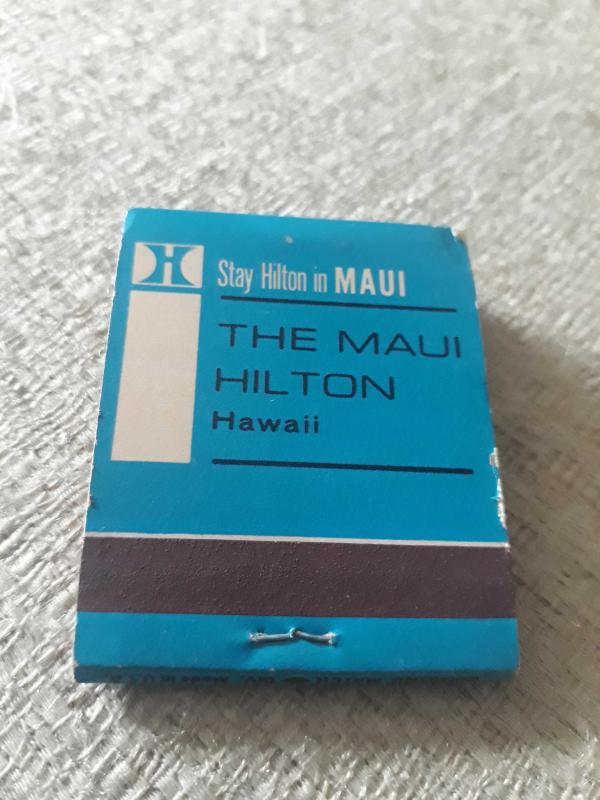 H
Stay Hilton in MAUI
THE MAUI
HILTON
Hawaii